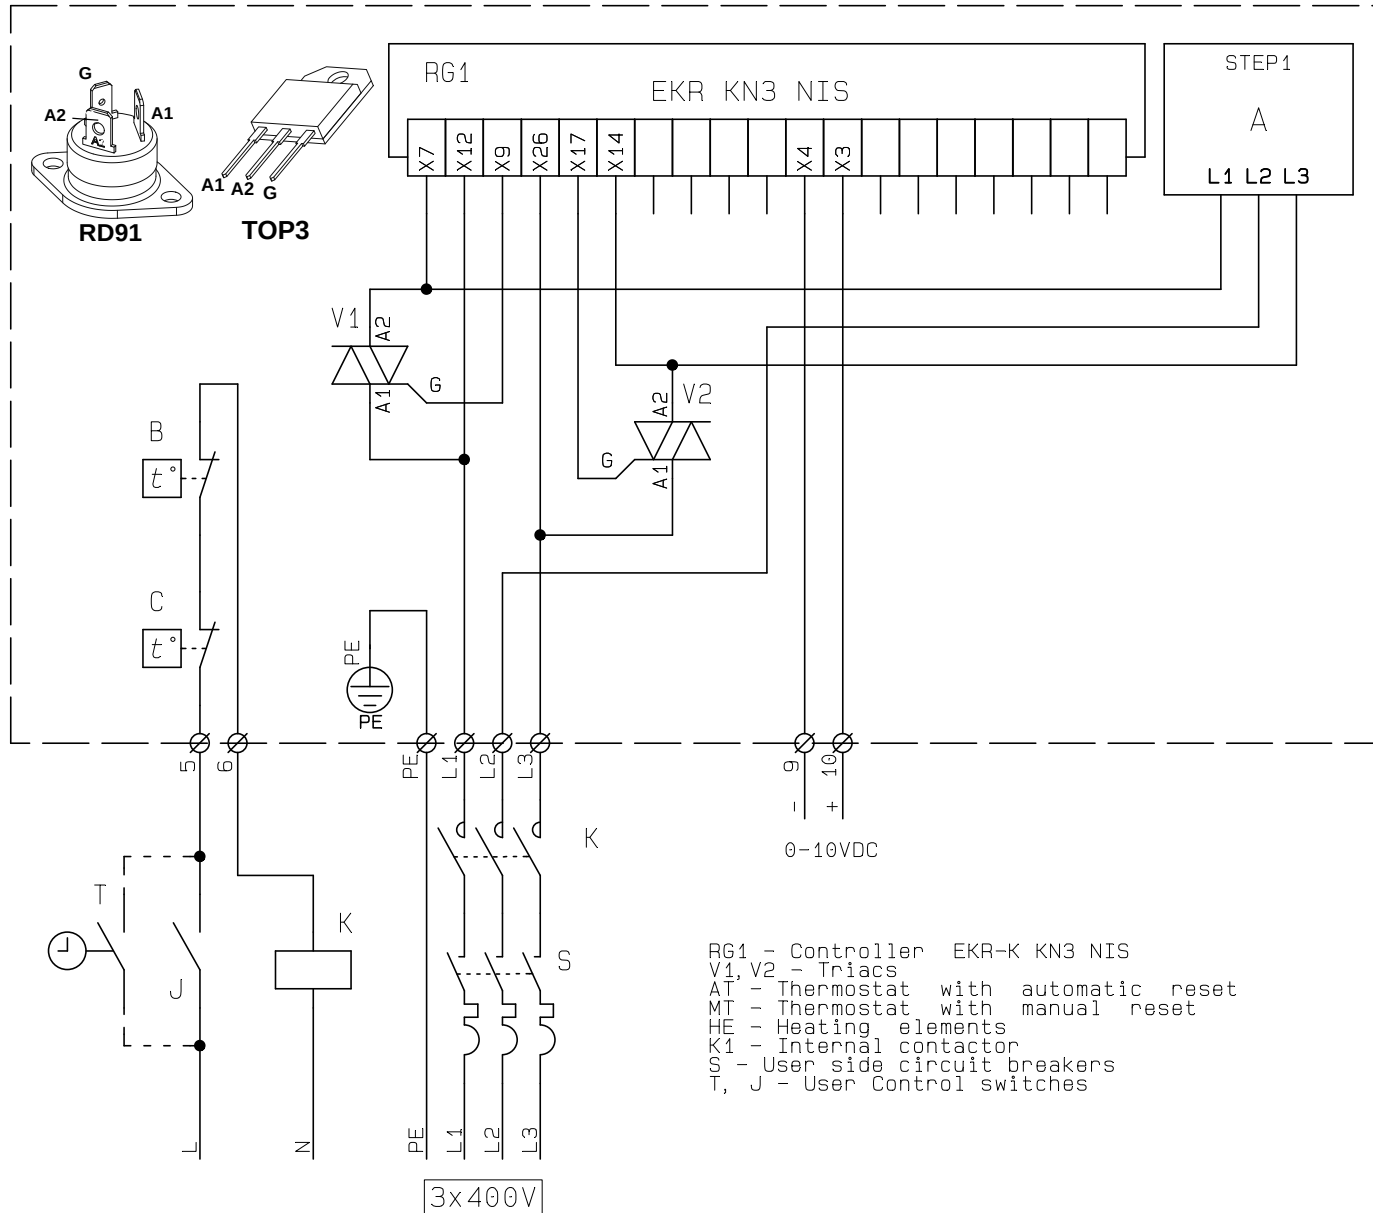 G
A2
A1
A2
RD91
A1 A2 G
TOP3
RG1
EKR KN3 NIS
X7 X12 X9 X26 X17 X14 X4 X3
STEP1
A
L1 L2 L3
V1
A2
G
A1
A2
V2
G
A1
B
t°
C
t°
PE
PE
5 6 PE L1 L2 L3 9 10
- +
0-10VDC
K
T
J
K
S
L N PE L1 L2 L3
3x400V
RG1 - Controller EKR-K KN3 NIS
V1,V2 - Triacs
AT - Thermostat with automatic reset
MT - Thermostat with manual reset
HE - Heating elements
K1 - Internal contactor
S - User side circuit breakers
T, J - User Control switches